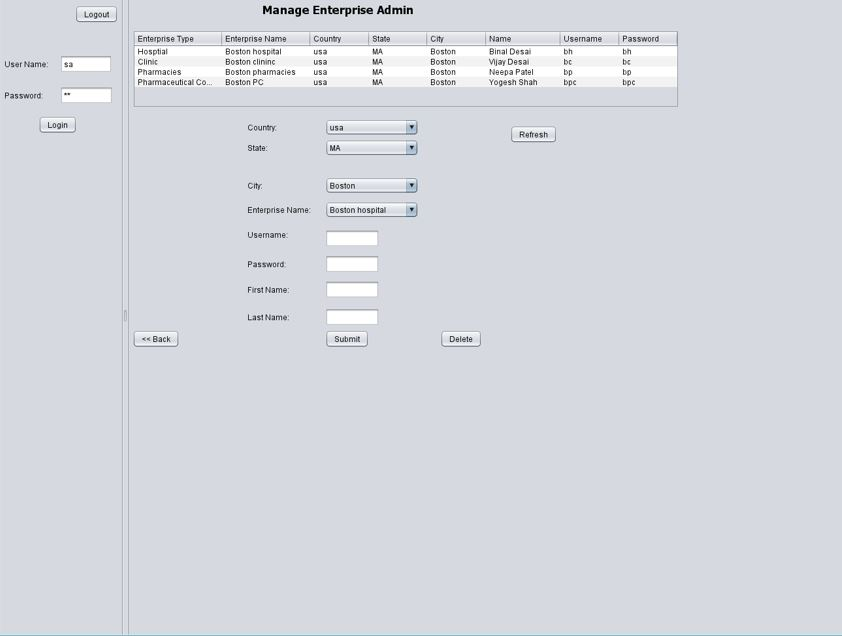 Logout
Manage Enterprise Admin
User Name: sa
Password: **
Login
Enterprise Type Enterprise Name Country State City Name Username Password
Hosptial Boston hospital usa MA Boston Binal Desai bh bh
Clinic Boston clininc usa MA Boston Vijay Desai bc bc
Pharmacies Boston pharmacies usa MA Boston Neepa Patel bp bp
Pharmaceutical Co... Boston PC usa MA Boston Yogesh Shah bpc bpc
Country: usa
Refresh
State: MA
City: Boston
Enterprise Name: Boston hospital
Username:
Password:
First Name:
Last Name:
<< Back Submit Delete